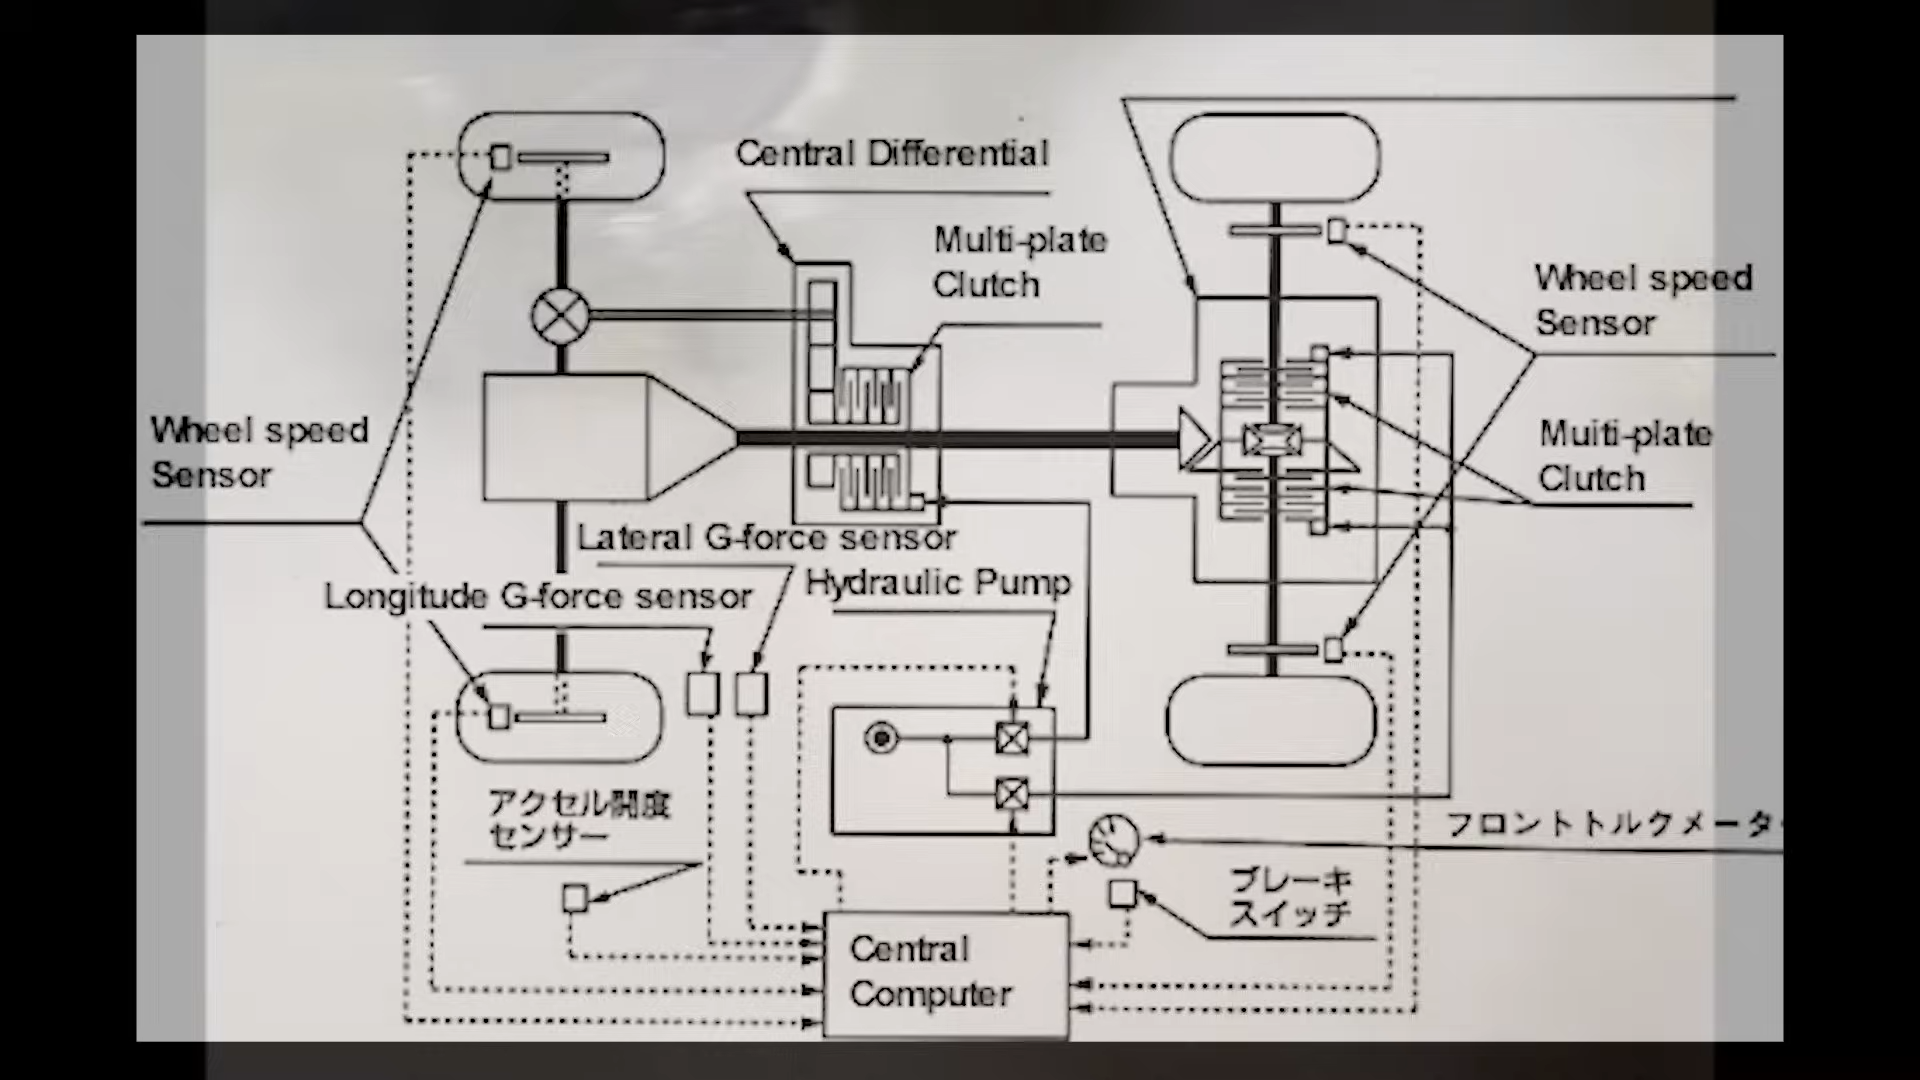 Central Differential
Multi-plate
Clutch
Wheel speed
Sensor
Wheel speed
Sensor
Muiti-plate
Clutch
Lateral G-force sensor
Hydraulic Pump
Longitude G-force sensor
アクセル開度
センサー
フロントトルクメータ
ブレーキ
スイッチ
Central
Computer